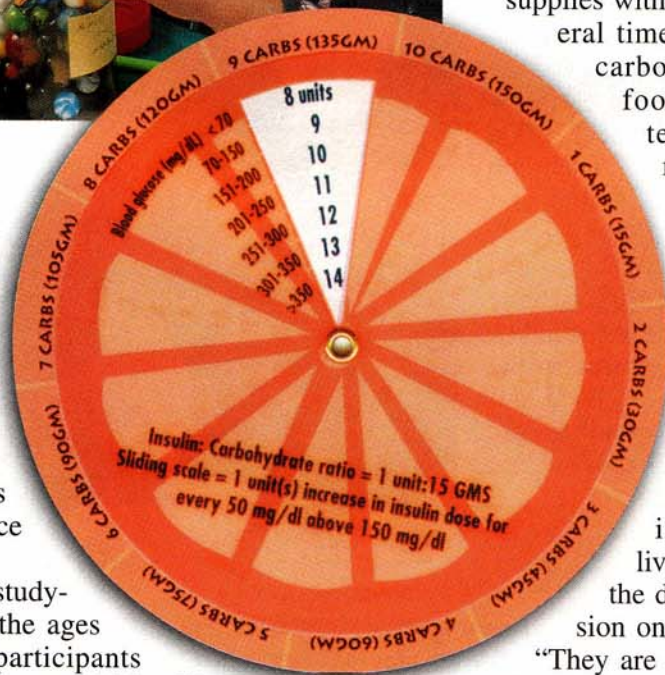 supplies with
eral time
carbo
foo
te
9 CARBS (135GM)
10 CARBS (150GM)
1 CARBS (15GM)
2 CARBS (30GM)
3 CARBS (45GM)
4 CARBS (60GM)
5 CARBS (75GM)
6 CARBS (90GM)
7 CARBS (105GM)
8 CARBS (120GM)
Blood glucose (mg/dL) <70
70-150
151-200
201-250
251-300
301-350
>350
8 units
9
10
11
12
13
14
Insulin: Carbohydrate ratio = 1 unit:15 GMS
Sliding scale = 1 unit(s) increase in insulin dose for
every 50 mg/dl above 150 mg/dl
s
ce
study-
the ages
participants
i
liv
the d
sion on
“They are